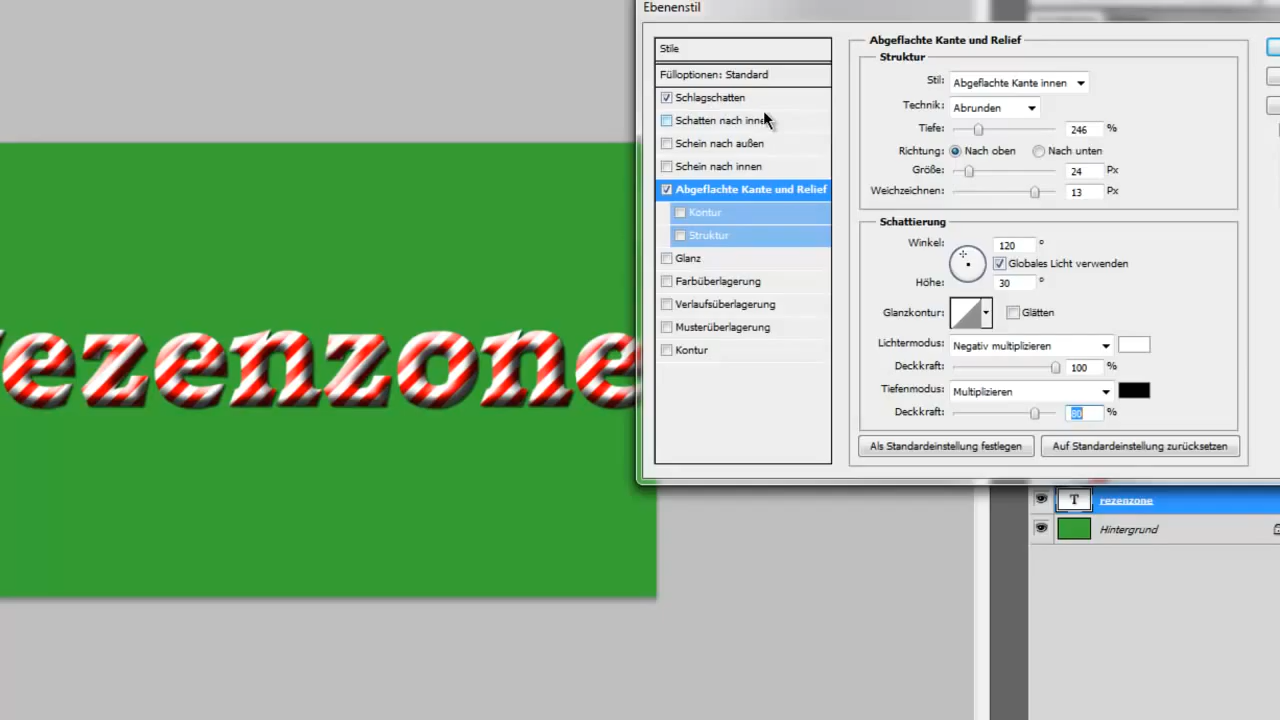 Ebenenstil
Stile
Fülloptionen: Standard
Schlagschatten
Schatten nach innen
Schein nach außen
Schein nach innen
Abgeflachte Kante und Relief
Kontur
Struktur
Glanz
Farbüberlagerung
Verlaufsüberlagerung
Musterüberlagerung
Kontur
Abgeflachte Kante und Relief
Struktur
Stil: Abgeflachte Kante innen
Technik: Abrunden
Tiefe: 246 %
Richtung: Nach oben Nach unten
Größe: 24 Px
Weichzeichnen: 13 Px
Schattierung
Winkel: 120 °
Globales Licht verwenden
Höhe: 30 °
Glanzkontur: Glätten
Lichtermodus: Negativ multiplizieren
Deckkraft: 100 %
Tiefenmodus: Multiplizieren
Deckkraft: 80 %
Als Standardeinstellung festlegen Auf Standardeinstellung zurücksetzen
rezenzone
T rezenzone
Hintergrund